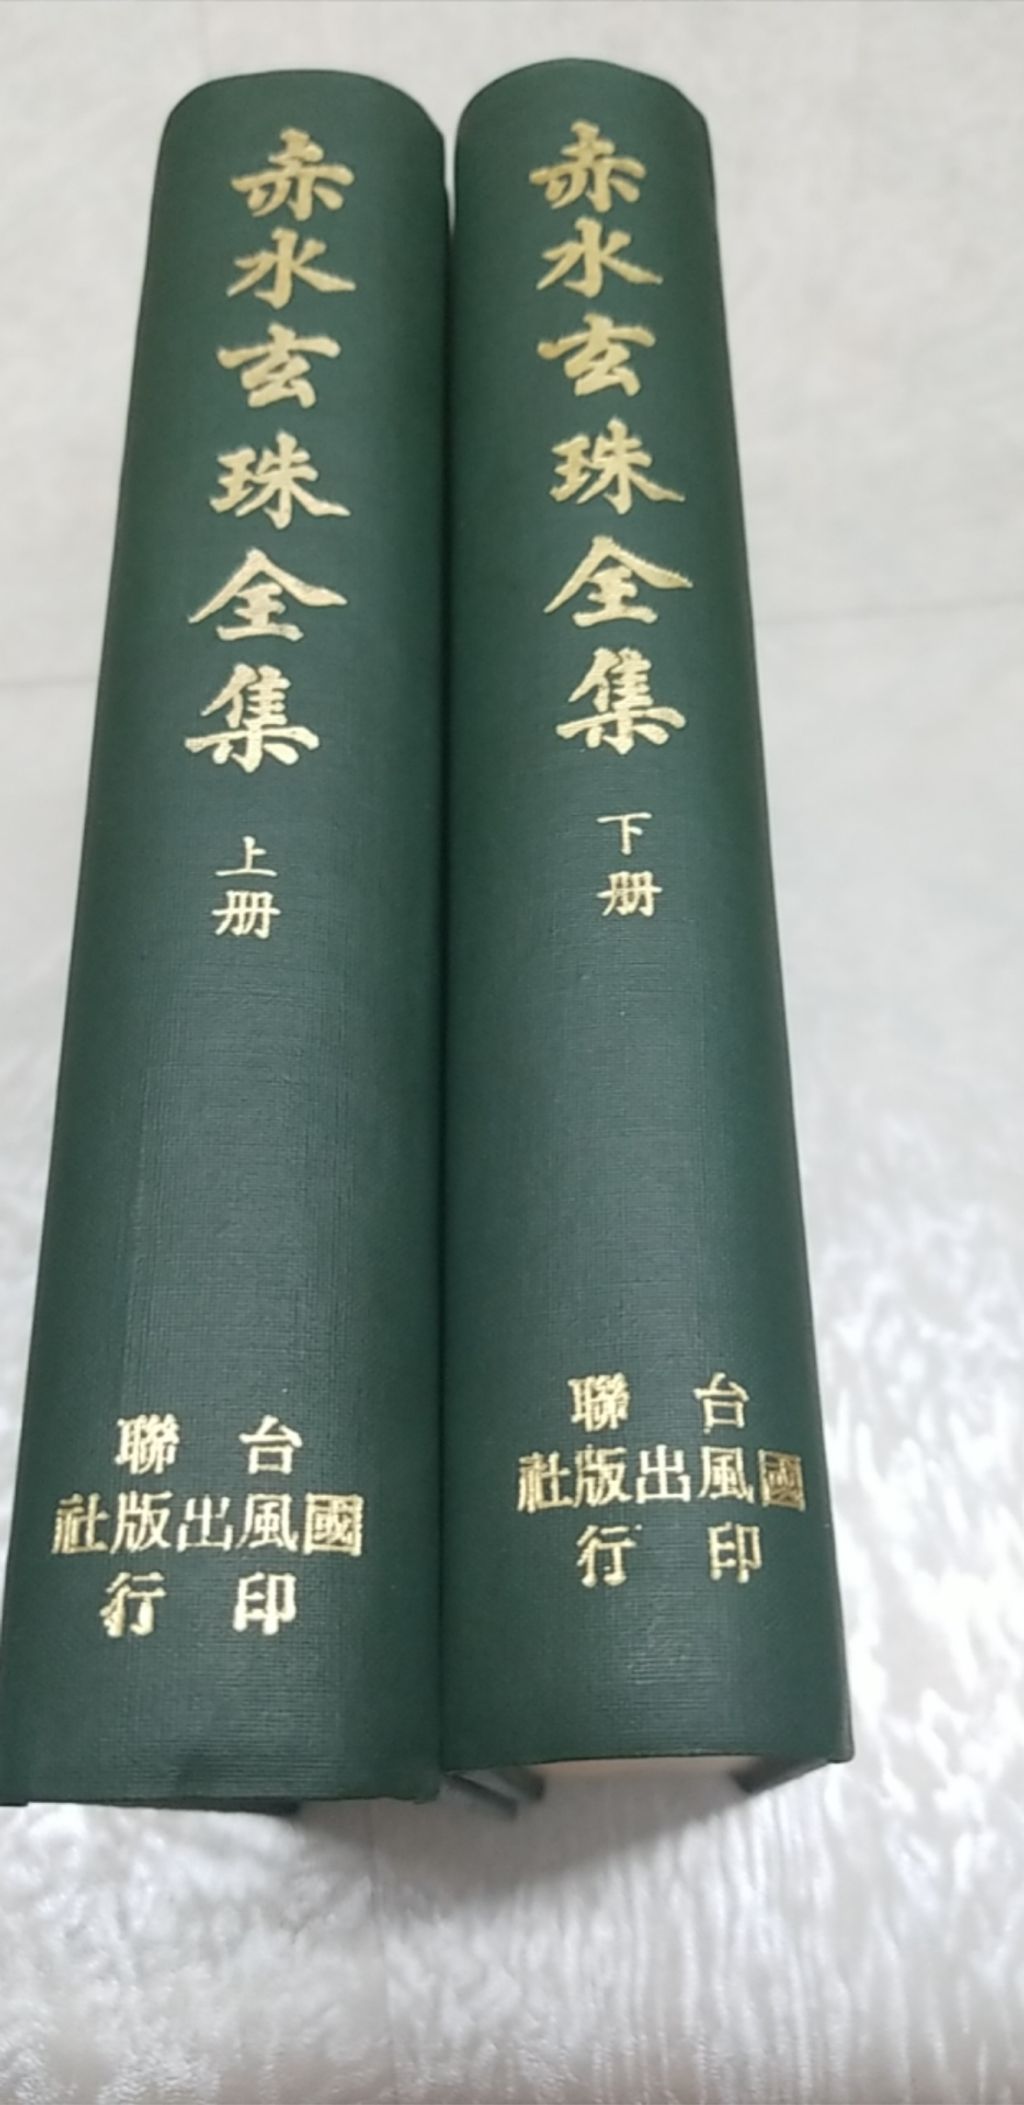 赤水玄珠全集
上册
台聯
國風出版社
印行
赤水玄珠全集
下册
台聯
國風出版社
印行